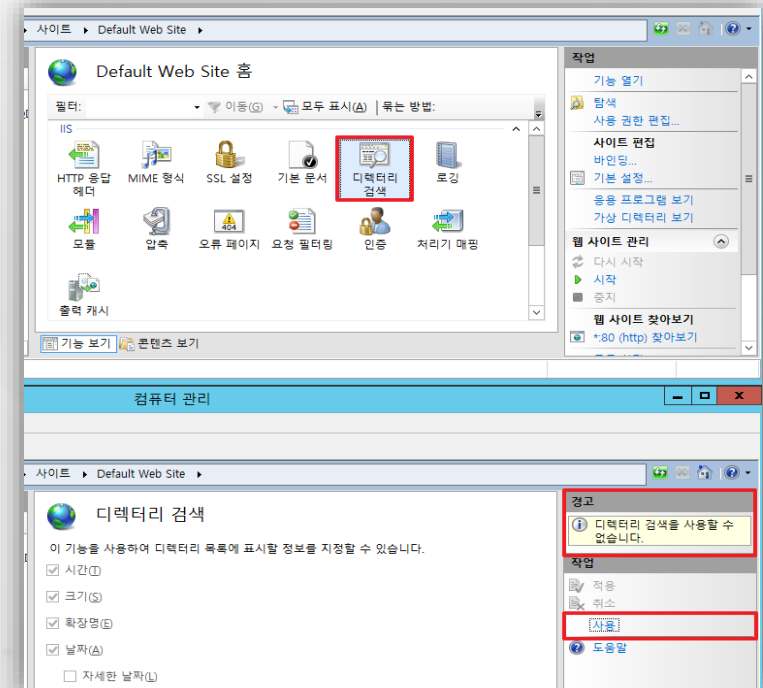 사이트 ▸ Default Web Site ▸
Default Web Site 홈
필터: 이동(G) 모두 표시(A) 묶는 방법:
IIS
HTTP 응답 헤더 MIME 형식 SSL 설정 기본 문서 디렉터리 검색 로깅
404
모듈 압축 오류 페이지 요청 필터링 인증 처리기 매핑
출력 캐시
기능 보기 콘텐츠 보기
작업
기능 열기
탐색
사용 권한 편집...
사이트 편집
바인딩...
기본 설정...
응용 프로그램 보기
가상 디렉터리 보기
웹 사이트 관리
다시 시작
시작
중지
웹 사이트 찾아보기
*:80 (http) 찾아보기
컴퓨터 관리
사이트 ▸ Default Web Site ▸
디렉터리 검색
이 기능을 사용하여 디렉터리 목록에 표시할 정보를 지정할 수 있습니다.
시간(T)
크기(S)
확장명(E)
날짜(A)
자세한 날짜(L)
경고
디렉터리 검색을 사용할 수
없습니다.
작업
적용
취소
사용
도움말